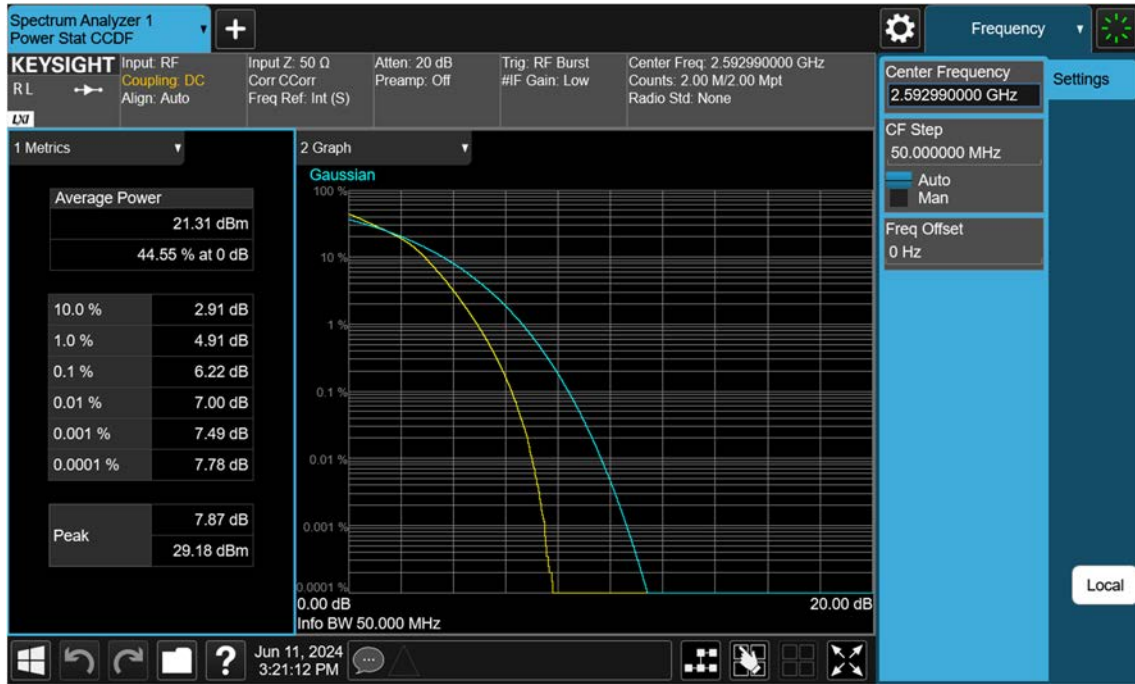 Spectrum Analyzer 1
Power Stat CCDF
Frequency
KEYSIGHT
R L
LXI
Input: RF
Coupling: DC
Align: Auto
Input Z: 50 Ω
Corr CCorr
Freq Ref: Int (S)
Atten: 20 dB
Preamp: Off
Trig: RF Burst
#IF Gain: Low
Center Freq: 2.592990000 GHz
Counts: 2.00 M/2.00 Mpt
Radio Std: None
Center Frequency
2.592990000 GHz
Settings
CF Step
50.000000 MHz
Auto
Man
Freq Offset
0 Hz
1 Metrics
Average Power
21.31 dBm
44.55 % at 0 dB
10.0 % 2.91 dB
1.0 % 4.91 dB
0.1 % 6.22 dB
0.01 % 7.00 dB
0.001 % 7.49 dB
0.0001 % 7.78 dB
Peak
7.87 dB
29.18 dBm
2 Graph
Gaussian
100 %
10 %
1 %
0.1 %
0.01 %
0.001 %
0.0001 %
0.00 dB 20.00 dB
Info BW 50.000 MHz
Local
?
Jun 11, 2024
3:21:12 PM